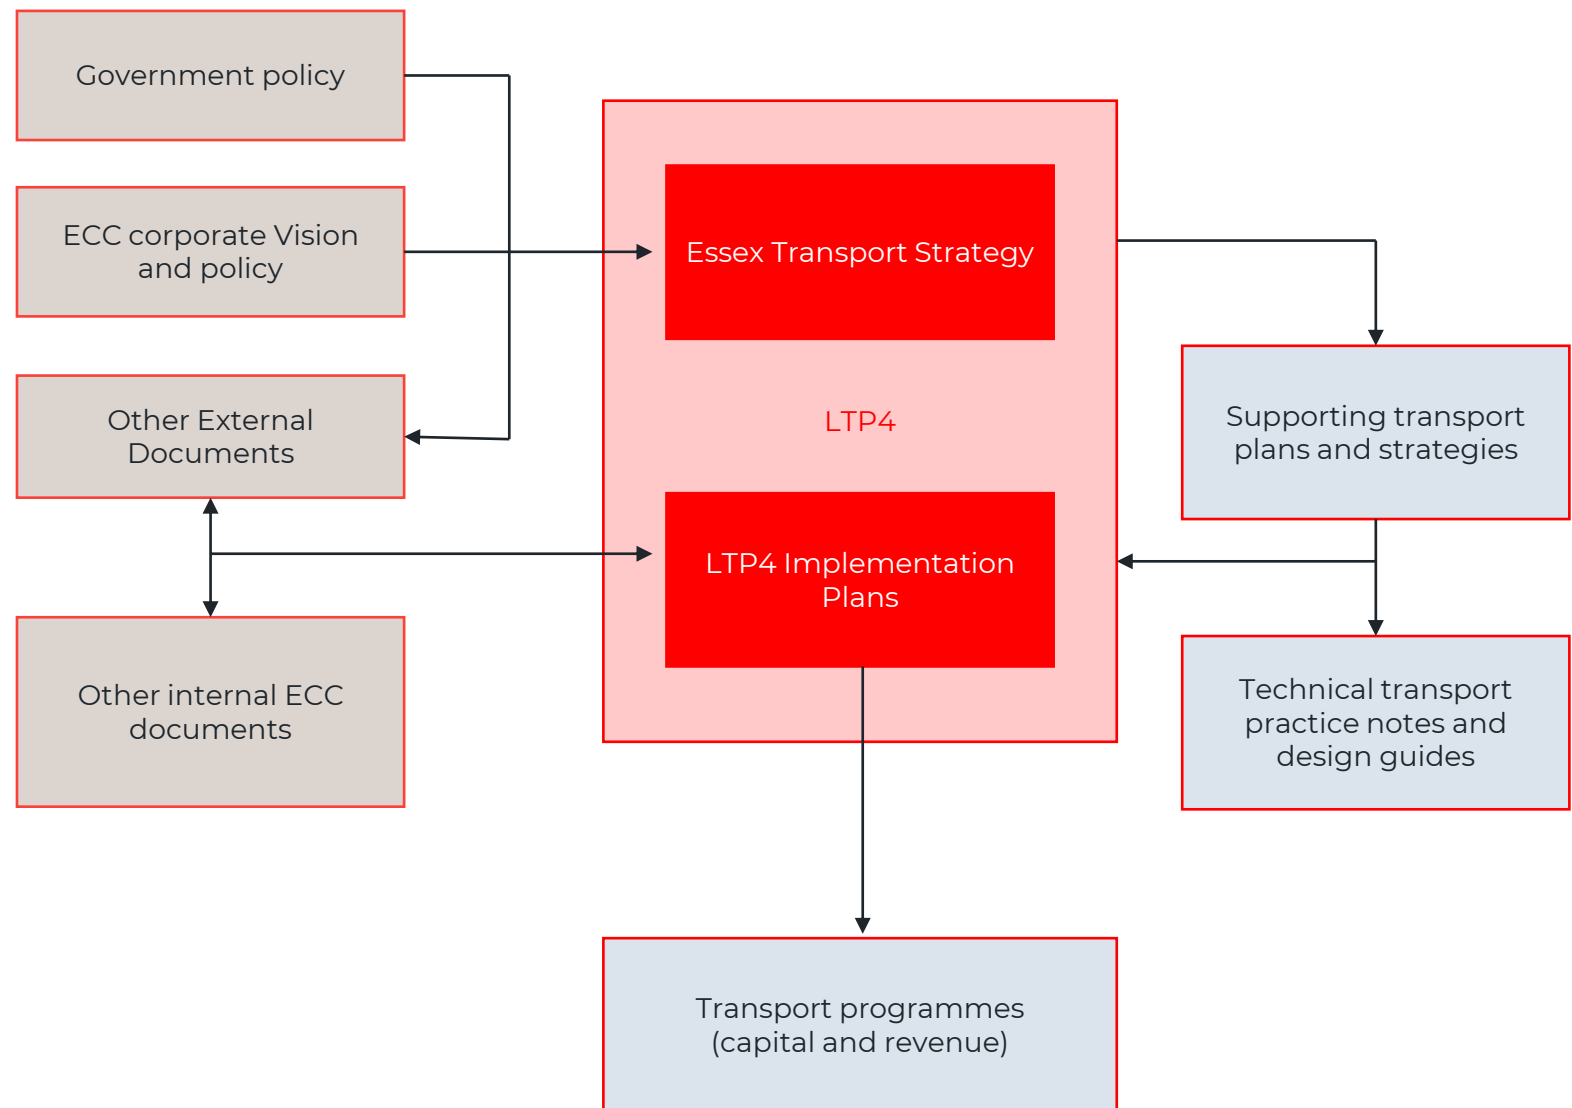 Government policy
ECC corporate Vision
and policy
Other External
Documents
Other internal ECC
documents
Essex Transport Strategy
LTP4
LTP4 Implementation
Plans
Supporting transport
plans and strategies
Technical transport
practice notes and
design guides
Transport programmes
(capital and revenue)